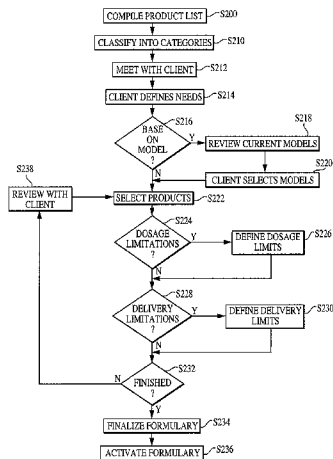 COMPILE PRODUCT LIST S200
CLASSIFY INTO CATEGORIES S210
MEET WITH CLIENT S212
CLIENT DEFINES NEEDS S214
S216
BASE
ON
MODEL
?
Y
N
S218
REVIEW CURRENT MODELS
S220
CLIENT SELECTS MODELS
S238
REVIEW WITH
CLIENT
SELECT PRODUCTS S222
S224
DOSAGE
LIMITATIONS
?
Y
N
DEFINE DOSAGE
LIMITS
S226
S228
DELIVERY
LIMITATIONS
?
Y
N
DEFINE DELIVERY
LIMITS
S230
S232
FINISHED
?
N
Y
FINALIZE FORMULARY S234
ACTIVATE FORMULARY S236